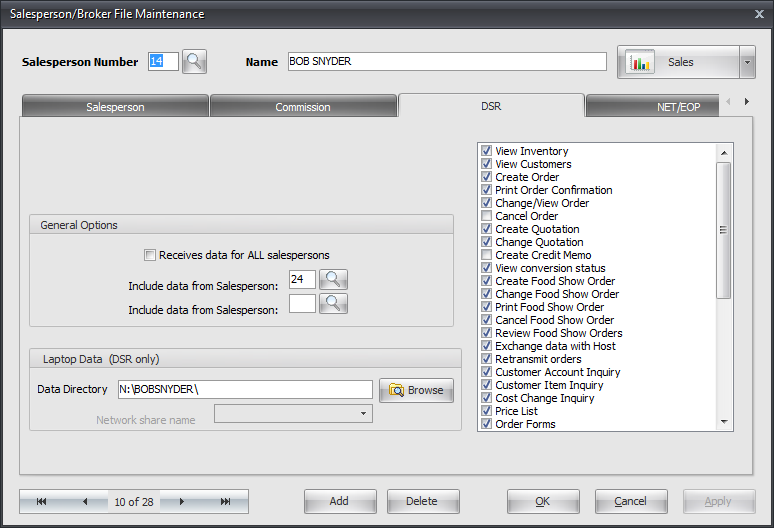 Salesperson/Broker File Maintenance x
Salesperson Number 14 Name BOB SNYDER Sales
Salesperson Commission DSR NET/EOP
General Options
Receives data for ALL salespersons
Include data from Salesperson: 24
Include data from Salesperson:
Laptop Data (DSR only)
Data Directory N:\BOBSNYDER\ Browse
Network share name
View Inventory
View Customers
Create Order
Print Order Confirmation
Change/View Order
Cancel Order
Create Quotation
Change Quotation
Create Credit Memo
View conversion status
Create Food Show Order
Change Food Show Order
Print Food Show Order
Cancel Food Show Order
Review Food Show Orders
Exchange data with Host
Retransmit orders
Customer Account Inquiry
Customer Item Inquiry
Cost Change Inquiry
Price List
Order Forms
10 of 28 Add Delete OK Cancel Apply